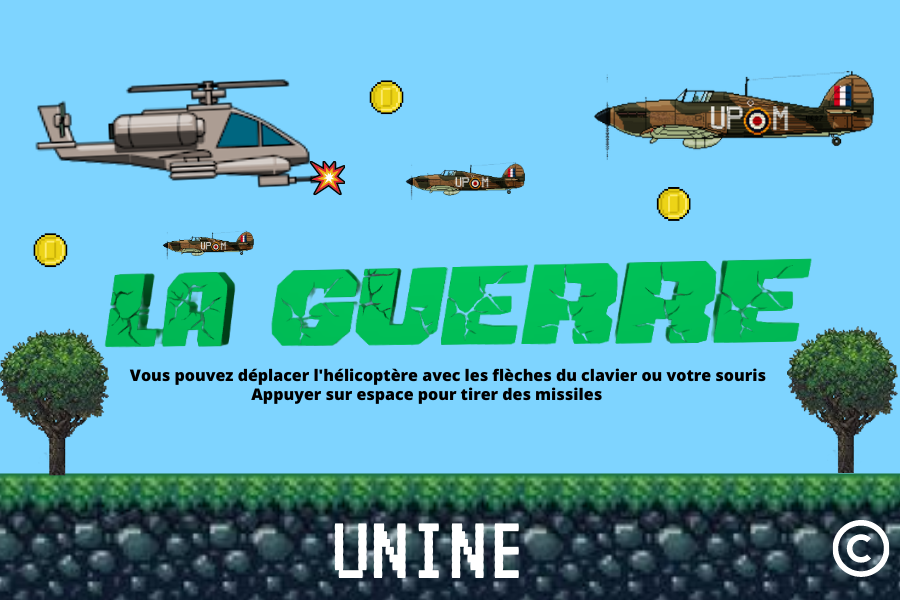 UP M
UP M
UP M
LA GUERRE
Vous pouvez déplacer l'hélicoptère avec les flèches du clavier ou votre souris
Appuyer sur espace pour tirer des missiles
UNINE
©